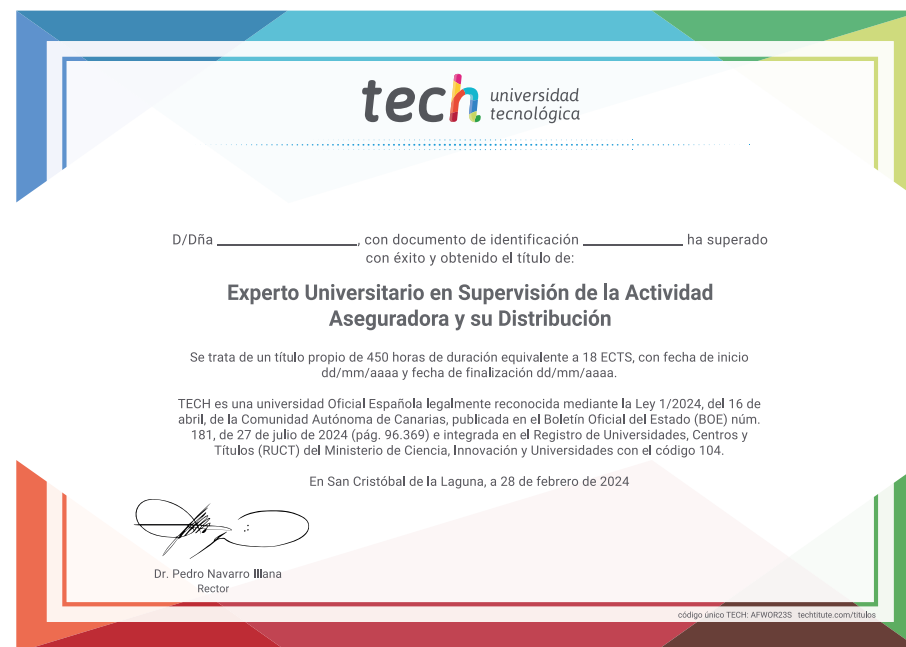 tech universidad
tecnológica
D/Dña ____________________, con documento de identificación ______________ ha superado
con éxito y obtenido el título de:
Experto Universitario en Supervisión de la Actividad
Aseguradora y su Distribución
Se trata de un título propio de 450 horas de duración equivalente a 18 ECTS, con fecha de inicio
dd/mm/aaaa y fecha de finalización dd/mm/aaaa.
TECH es una universidad Oficial Española legalmente reconocida mediante la Ley 1/2024, del 16 de
abril, de la Comunidad Autónoma de Canarias, publicada en el Boletín Oficial del Estado (BOE) núm.
181, de 27 de julio de 2024 (pág. 96.369) e integrada en el Registro de Universidades, Centros y
Títulos (RUCT) del Ministerio de Ciencia, Innovación y Universidades con el código 104.
En San Cristóbal de la Laguna, a 28 de febrero de 2024
Dr. Pedro Navarro Illana
Rector
código único TECH: AFWOR23S techtitute.com/titulos